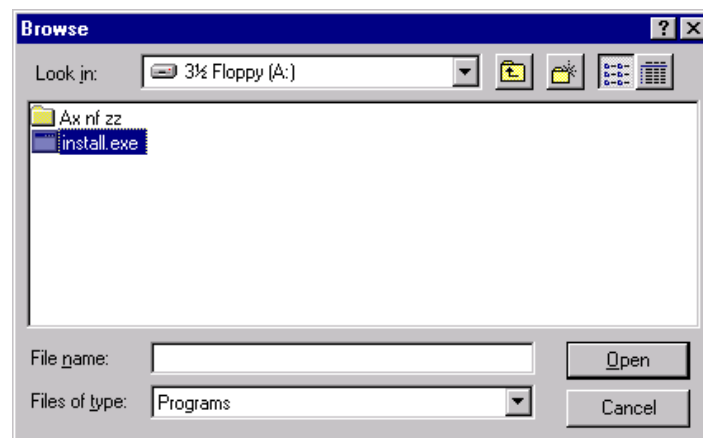 Browse
Look in: 3½ Floppy (A:)
Ax nf zz
install.exe
File name:
Open
Files of type: Programs
Cancel